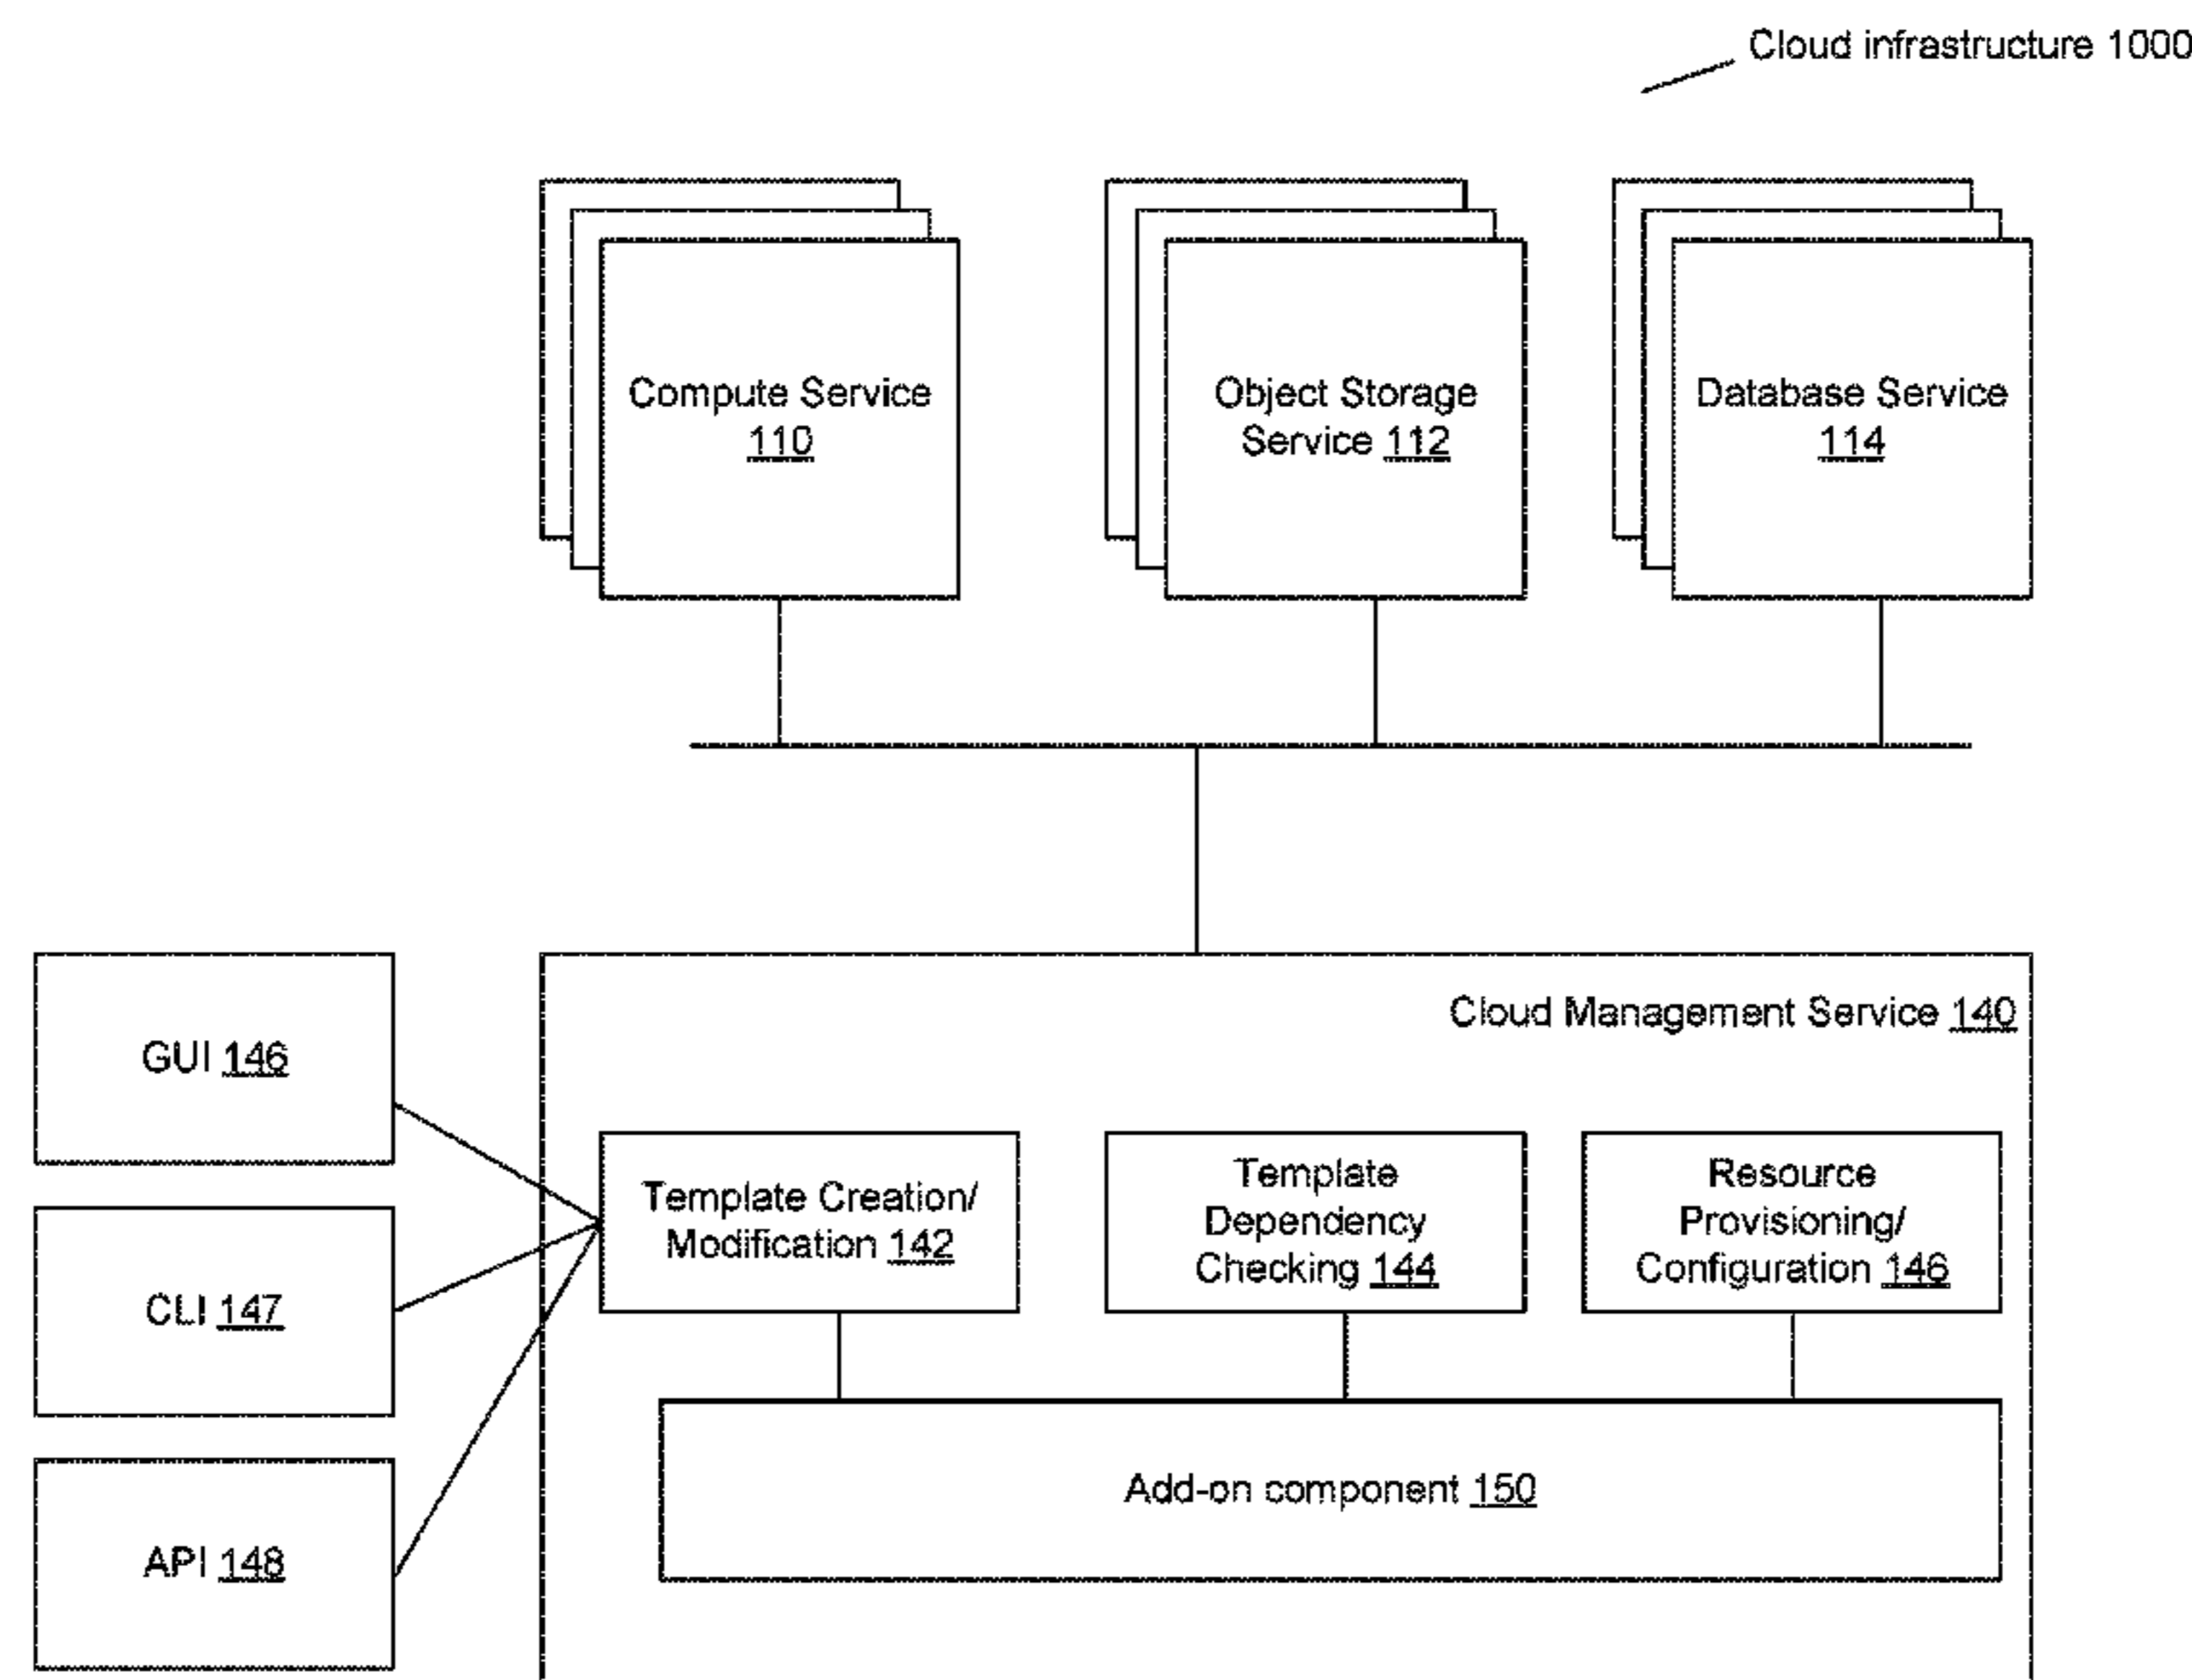 Cloud infrastructure 1000
Compute Service
110
Object Storage
Service 112
Database Service
114
Cloud Management Service 140
GUI 146
CLI 147
API 148
Template Creation/
Modification 142
Template
Dependency
Checking 144
Resource
Provisioning/
Configuration 146
Add-on component 150